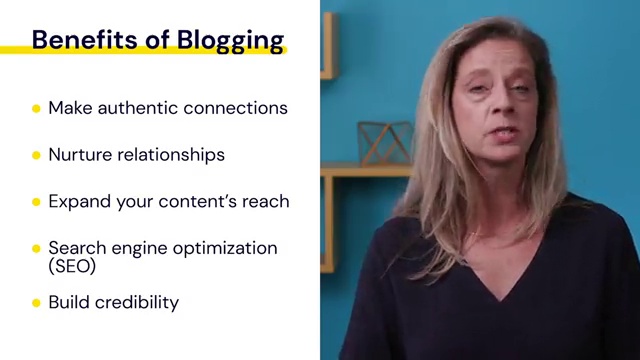 Benefits of Blogging
Make authentic connections
Nurture relationships
Expand your content's reach
Search engine optimization
(SEO)
Build credibility